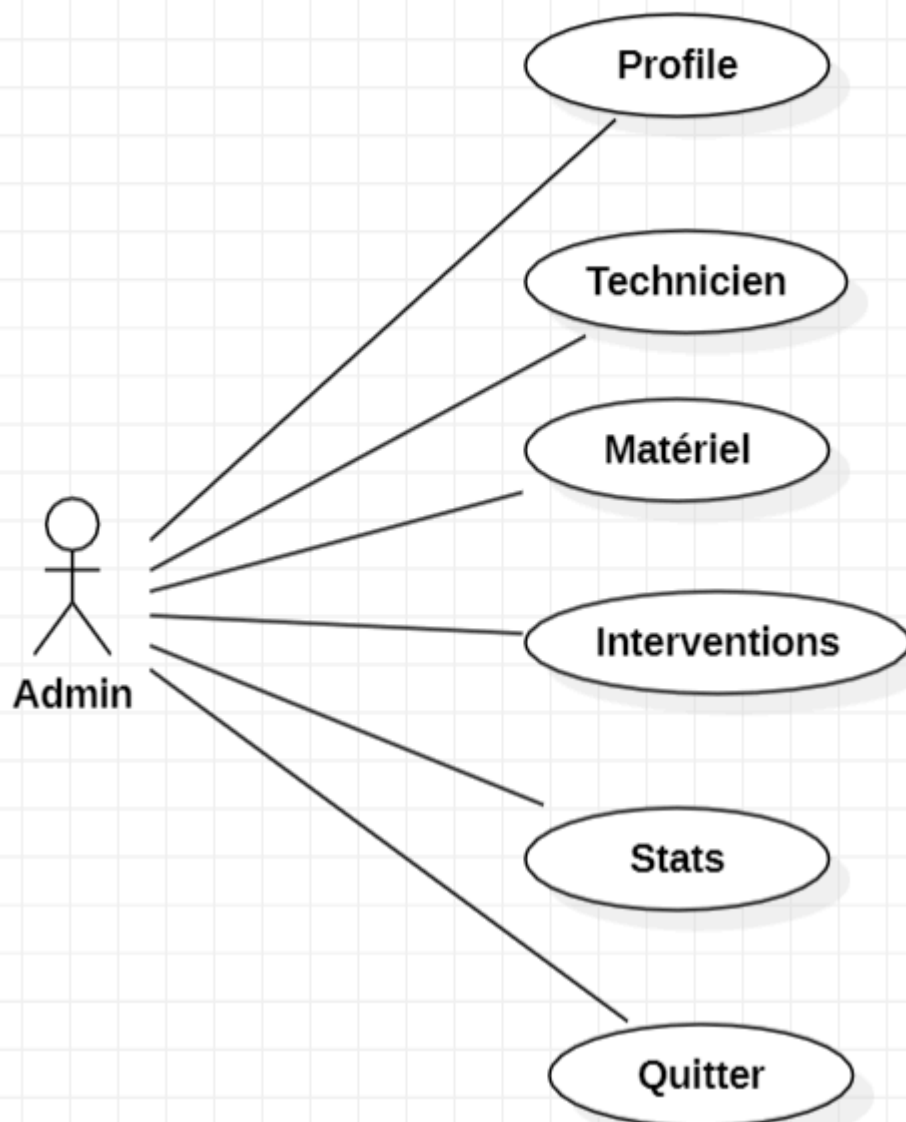 Profile
Technicien
Matériel
Interventions
Admin
Stats
Quitter